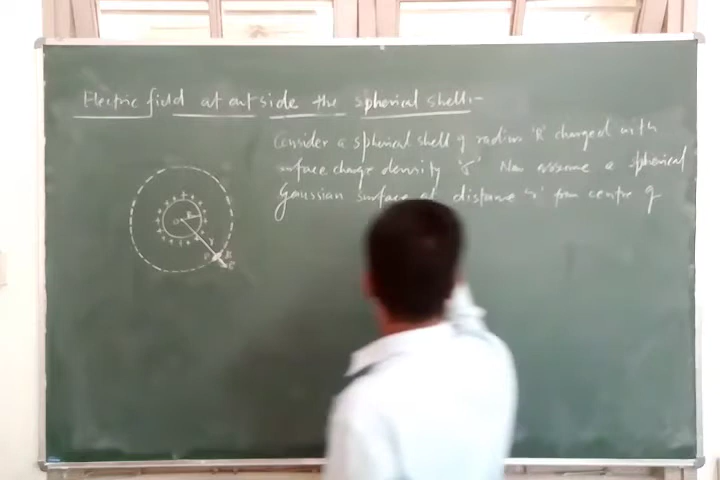 Electric field at out side the spherical shell:-
Consider a spherical shell of radius 'R' charged with
surface charge density 'σ' Now assume a spherical
Gaussian surface at distance 'r' from centre of